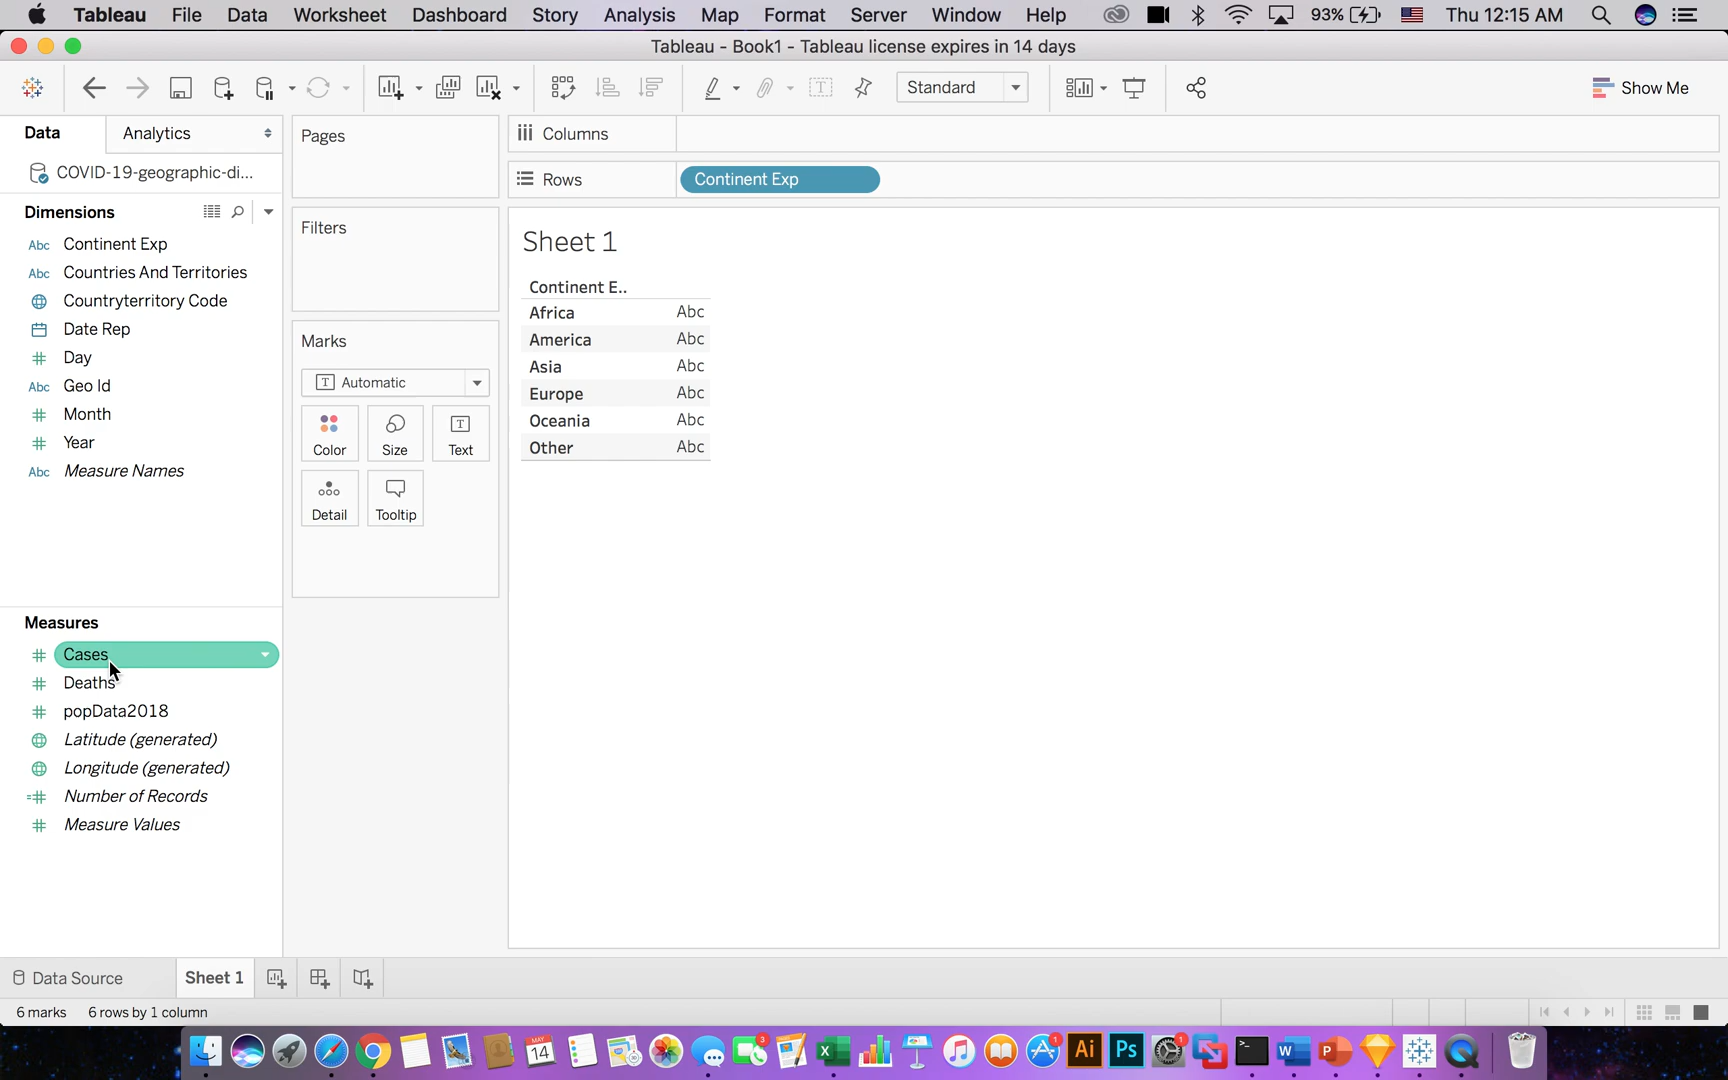 Tableau File Data Worksheet Dashboard Story Analysis Map Format Server Window Help 93% Thu 12:15 AM
Tableau - Book1 - Tableau license expires in 14 days
Standard
Show Me
Data Analytics
COVID-19-geographic-di...
Dimensions
Abc Continent Exp
Abc Countries And Territories
Countryterritory Code
Date Rep
# Day
Abc Geo Id
# Month
# Year
Abc Measure Names
Measures
# Cases
# Deaths
# popData2018
Latitude (generated)
Longitude (generated)
=# Number of Records
# Measure Values
Pages
Filters
Marks
T Automatic
Color Size T Text
Detail Tooltip
Columns
Rows Continent Exp
Sheet 1
Continent E..
Africa Abc
America Abc
Asia Abc
Europe Abc
Oceania Abc
Other Abc
Data Source Sheet 1
6 marks 6 rows by 1 column
MAY
14
3
1
Ai
Ps
1
X
W
P
>_